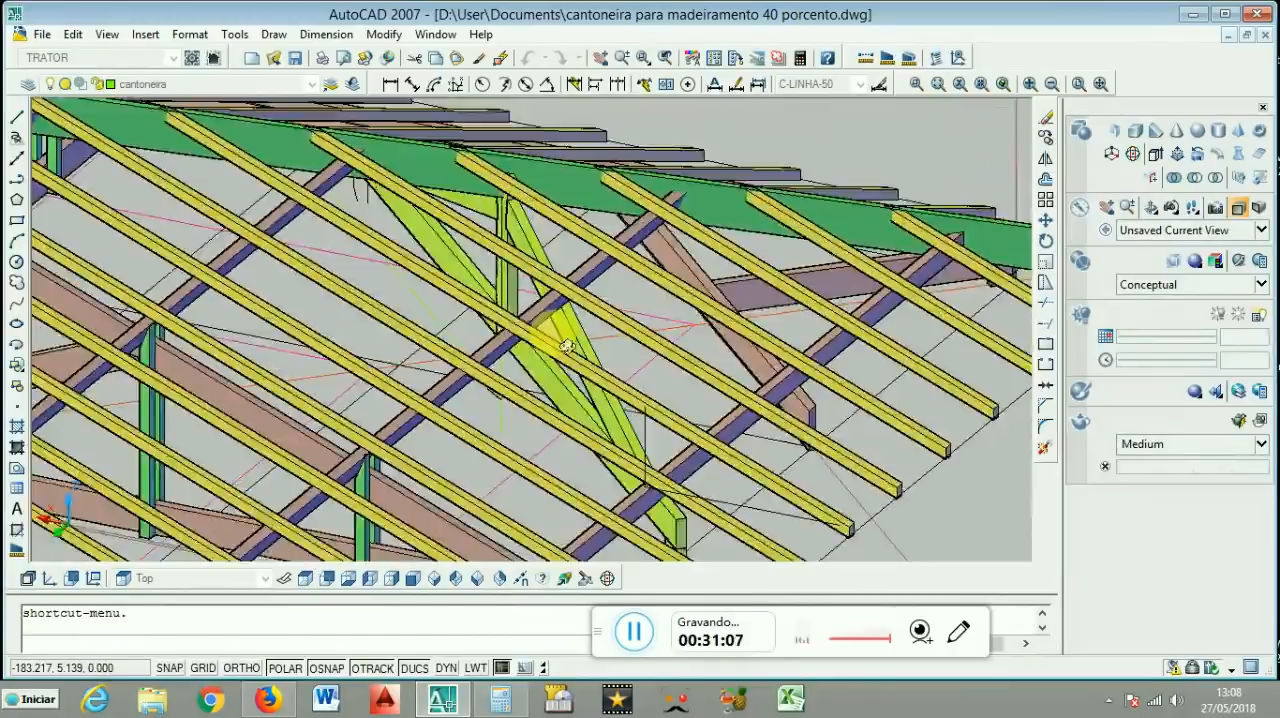 AutoCAD 2007 - [D:\User\Documents\cantoneira para madeiramento 40 porcento.dwg]
File Edit View Insert Format Tools Draw Dimension Modify Window Help
TRATOR
cantoneira
C-LINHA-50
Unsaved Current View
Conceptual
Medium
Top
shortcut-menu.
Gravando...
00:31:07
-183.217, 5.139, 0.000
SNAP GRID ORTHO POLAR OSNAP OTRACK DUCS DYN LWT
Iniciar
13:08
27/05/2018